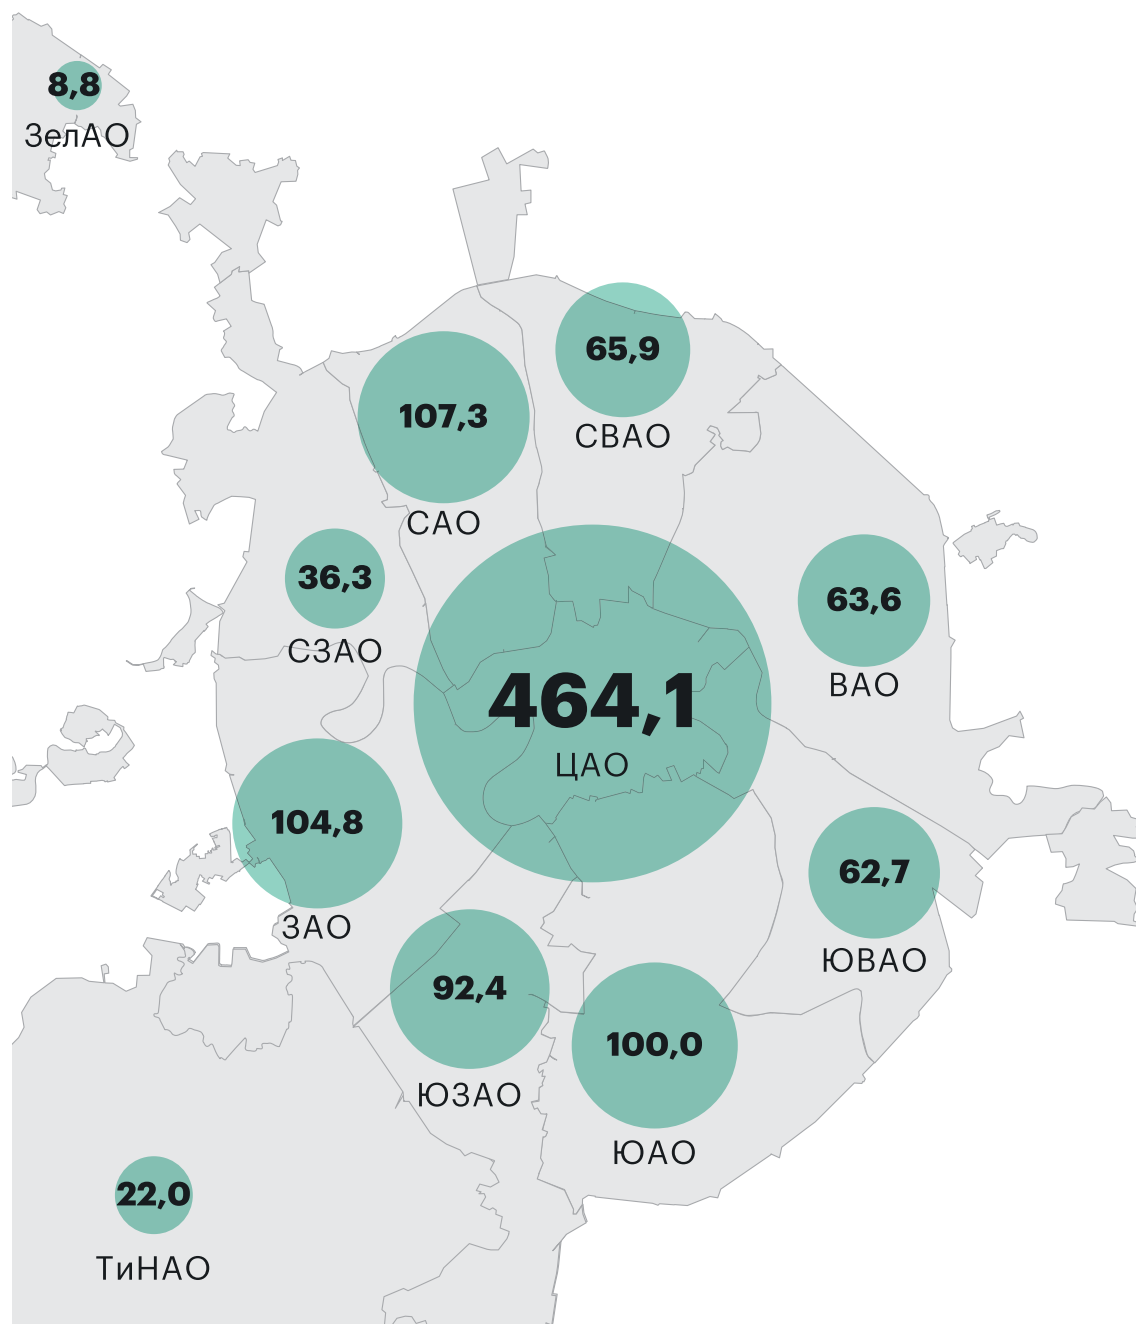 8,8
ЗелАО
65,9
СВАО
107,3
САО
36,3
СЗАО
63,6
ВАО
464,1
ЦАО
104,8
ЗАО
62,7
ЮВАО
92,4
ЮЗАО
100,0
ЮАО
22,0
ТиНАО